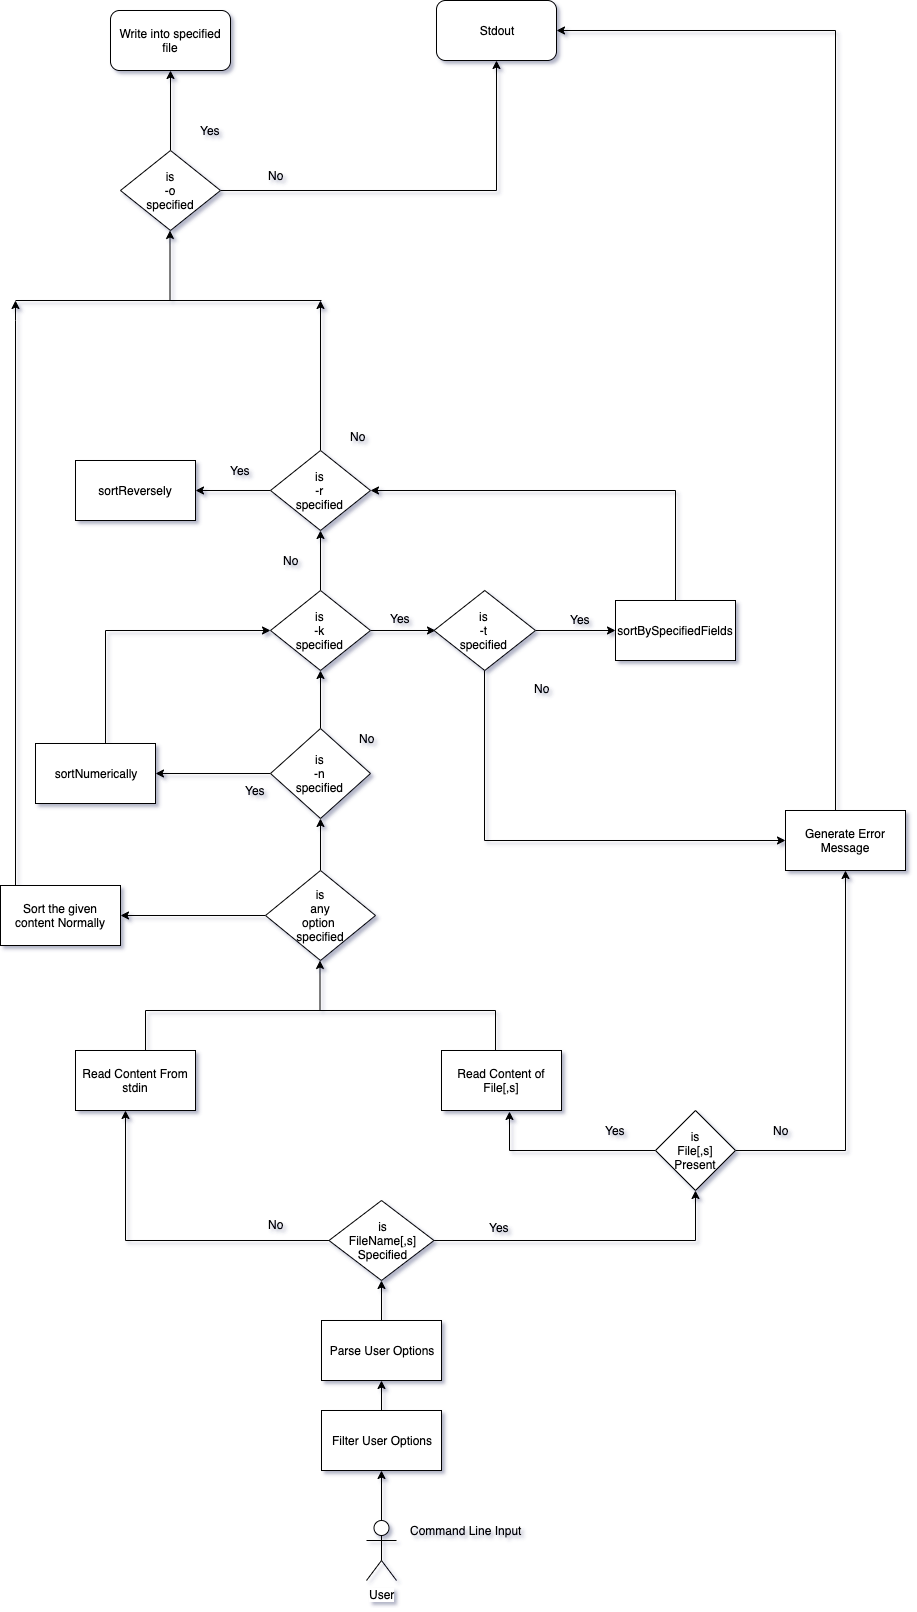 Write into specified
file
Stdout
Yes
is
-o
specified
No
No
is
-r
specified
Yes
sortReversely
No
is
-k
specified
Yes
is
-t
specified
Yes
sortBySpecifiedFields
No
No
is
-n
specified
sortNumerically
Yes
Generate Error
Message
is
any
option
specified
Sort the given
content Normally
Read Content From
stdin
Read Content of
File[,s]
Yes
is
File[,s]
Present
No
No
is
FileName[,s]
Specified
Yes
Parse User Options
Filter User Options
Command Line Input
User